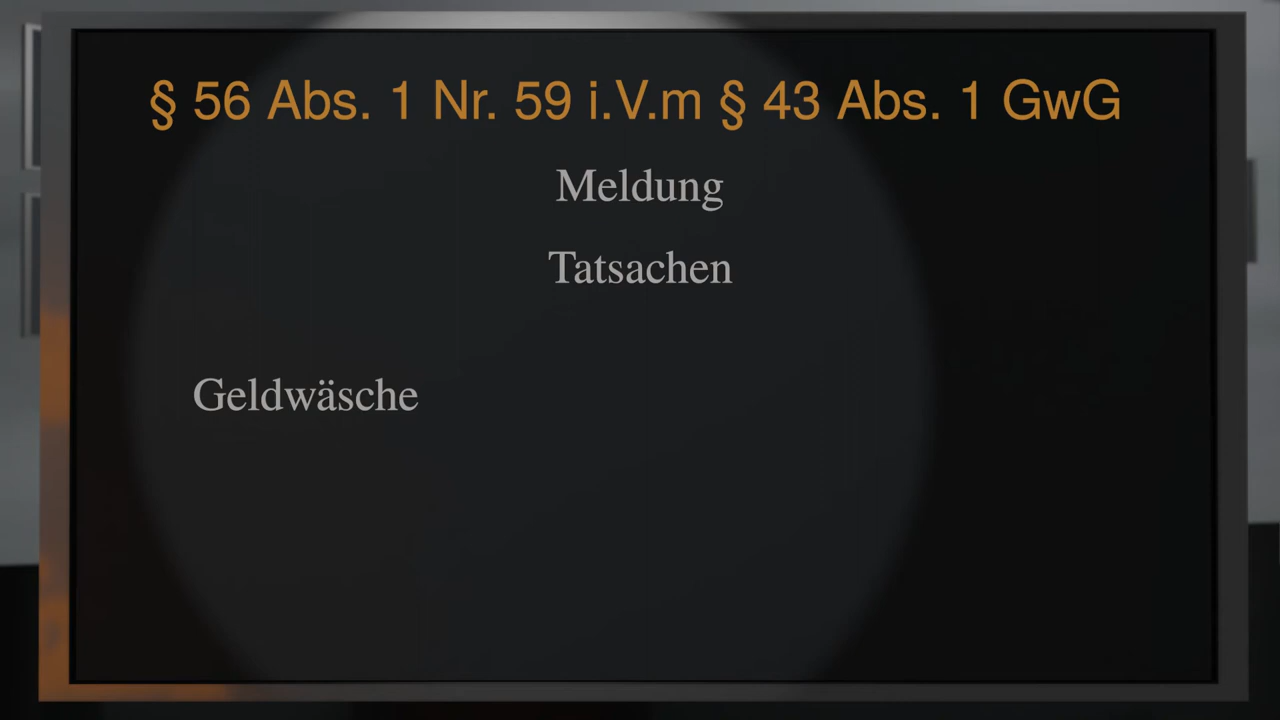 § 56 Abs. 1 Nr. 59 i.V.m § 43 Abs. 1 GwG
Meldung
Tatsachen
Geldwäsche